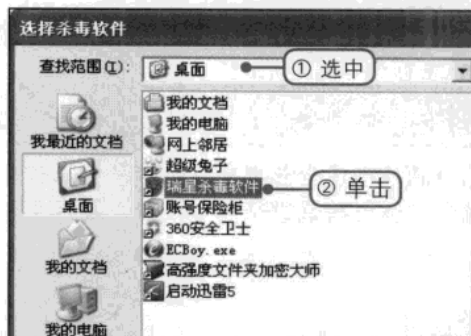 选择杀毒软件
查找范围(I):
桌面
① 选中
我的文档
我的电脑
网上邻居
超级兔子
瑞星杀毒软件
② 单击
账号保险柜
360安全卫士
ECBoy.exe
高强度文件夹加密大师
启动迅雷5
我最近的文档
桌面
我的文档
我的电脑